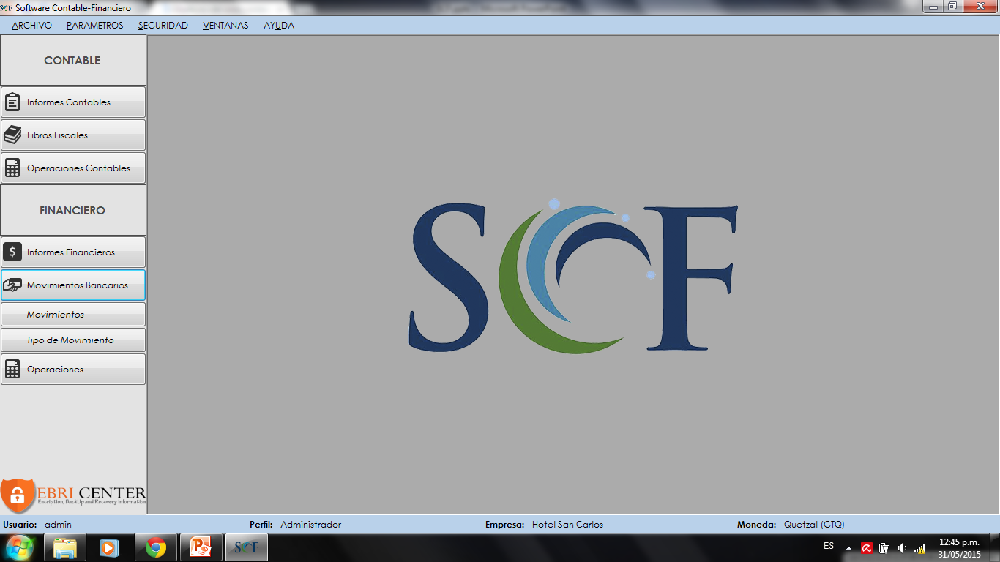 SCF Software Contable-Financiero
ARCHIVO PARAMETROS SEGURIDAD VENTANAS AYUDA
CONTABLE
Informes Contables
Libros Fiscales
Operaciones Contables
FINANCIERO
$ Informes Financieros
Movimientos Bancarios
Movimientos
Tipo de Movimiento
Operaciones
SCF
EBRI CENTER
Encription, BackUp and Recovery Information
Usuario: admin Perfil: Administrador Empresa: Hotel San Carlos Moneda: Quetzal (GTQ)
SCF
ES
12:45 p.m.
31/05/2015